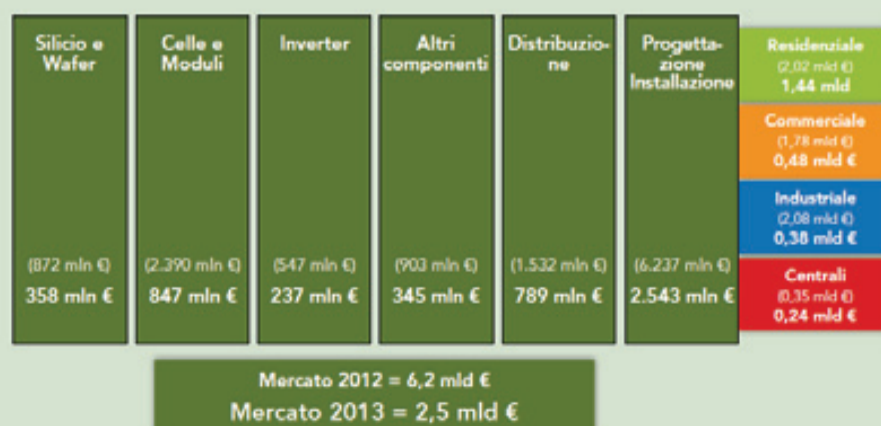 Silicio e
Wafer
(872 mln €)
358 mln €
Celle e
Moduli
(2.390 mln €)
847 mln €
Inverter
(547 mln €)
237 mln €
Altri
componenti
(903 mln €)
345 mln €
Distribuzio-
ne
(1.532 mln €)
789 mln €
Progetta-
zione
Installazione
(6.237 mln €)
2.543 mln €
Residenziale
(2,02 mld €)
1,44 mld
Commerciale
(1,78 mld €)
0,48 mld €
Industriale
(2,08 mld €)
0,38 mld €
Centrali
(0,35 mld €)
0,24 mld €
Mercato 2012 = 6,2 mld €
Mercato 2013 = 2,5 mld €